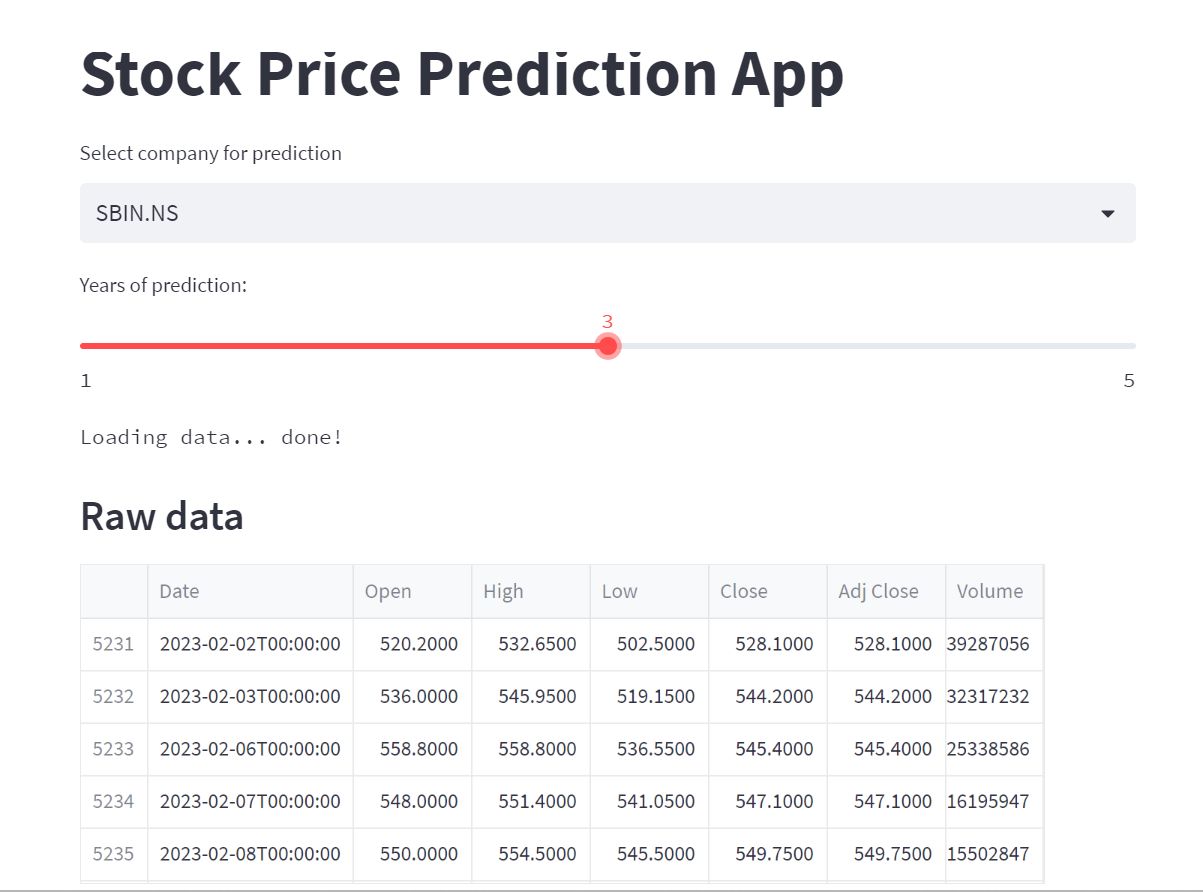 Stock Price Prediction App
Select company for prediction
SBIN.NS
Years of prediction:
3
1 5
Loading data... done!
Raw data
Date Open High Low Close Adj Close Volume
5231 2023-02-02T00:00:00 520.2000 532.6500 502.5000 528.1000 528.1000 39287056
5232 2023-02-03T00:00:00 536.0000 545.9500 519.1500 544.2000 544.2000 32317232
5233 2023-02-06T00:00:00 558.8000 558.8000 536.5500 545.4000 545.4000 25338586
5234 2023-02-07T00:00:00 548.0000 551.4000 541.0500 547.1000 547.1000 16195947
5235 2023-02-08T00:00:00 550.0000 554.5000 545.5000 549.7500 549.7500 15502847